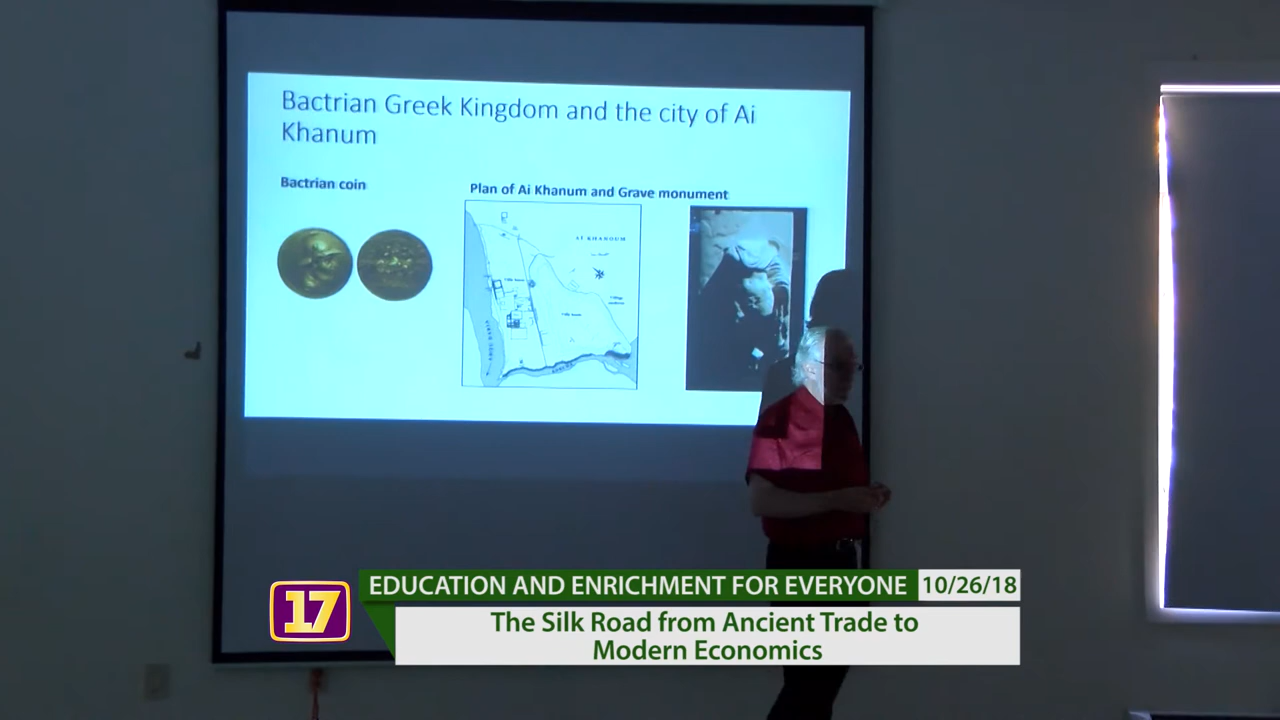 Bactrian Greek Kingdom and the city of Ai
Khanum
Bactrian coin
Plan of Ai Khanum and Grave monument
AI KHANOUM
17
EDUCATION AND ENRICHMENT FOR EVERYONE
10/26/18
The Silk Road from Ancient Trade to
Modern Economics